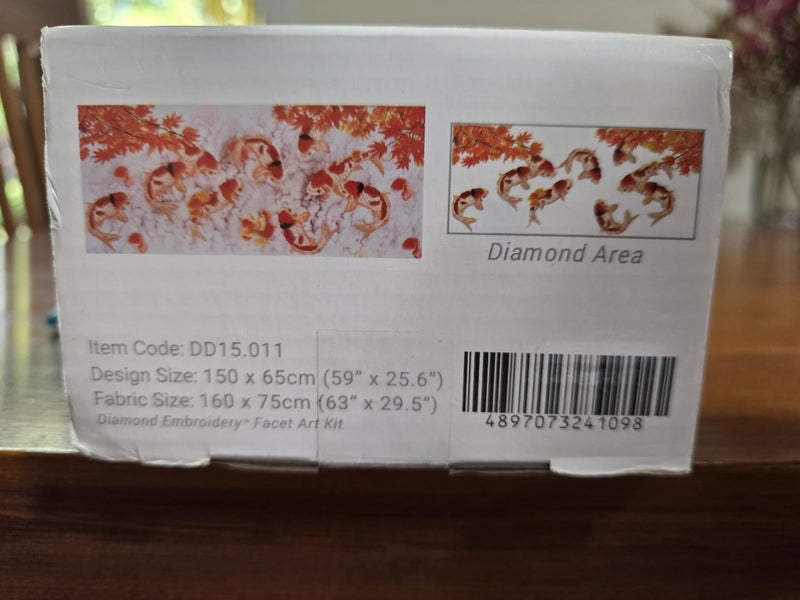 Diamond Area
Item Code: DD15.011
Design Size: 150 x 65cm (59" x 25.6")
Fabric Size: 160 x 75cm (63" x 29.5")
Diamond Embroidery™ Facet Art Kit
4897073241098